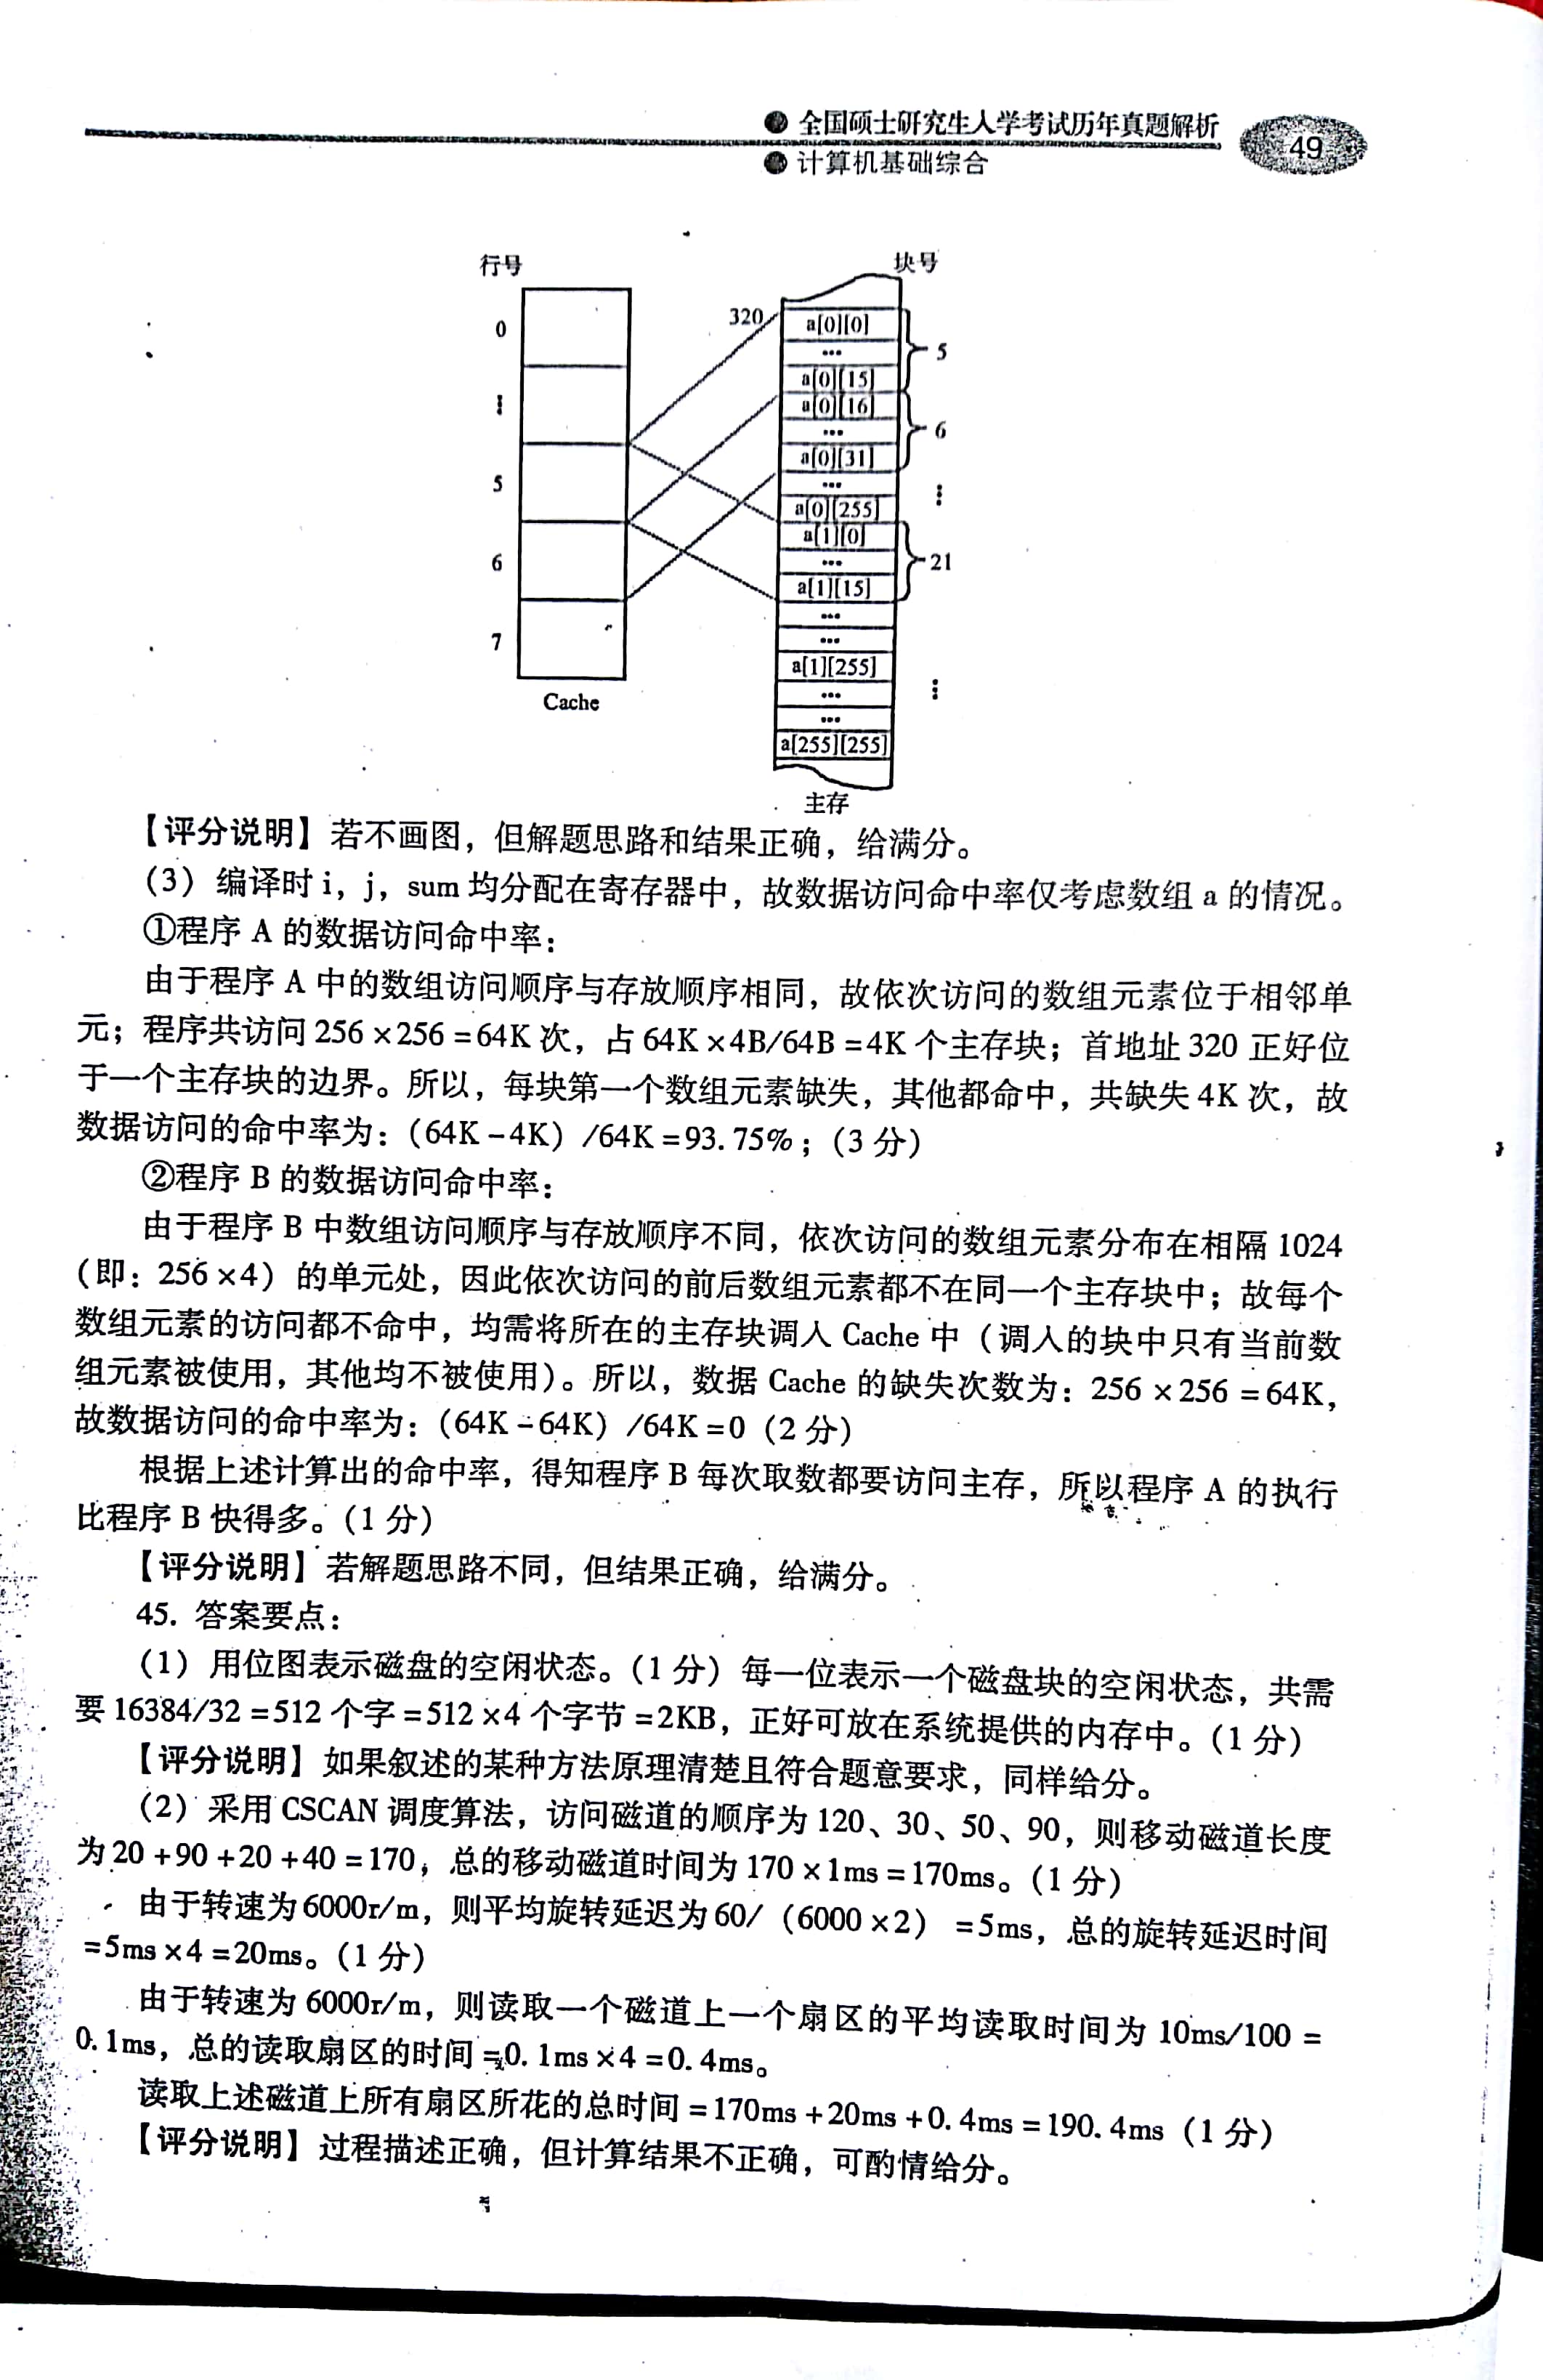 全国硕士研究生入学考试历年真题解析
计算机基础综合
49
行号
块号
0
320
a[0][0]
…
5
a[0][15]
⋮
a[0][16]
…
6
a[0][31]
5
…
⋮
a[0][255]
a[1][0]
6
…
21
a[1][15]
…
7
…
a[1][255]
⋮
Cache
…
…
a[255][255]
主存
【评分说明】若不画图，但解题思路和结果正确，给满分。
(3) 编译时 i，j，sum 均分配在寄存器中，故数据访问命中率仅考虑数组 a 的情况。
①程序 A 的数据访问命中率：
由于程序 A 中的数组访问顺序与存放顺序相同，故依次访问的数组元素位于相邻单
元；程序共访问 256 ×256 =64K 次，占 64K ×4B/64B =4K 个主存块；首地址 320 正好位
于一个主存块的边界。所以，每块第一个数组元素缺失，其他都命中，共缺失 4K 次，故
数据访问的命中率为：(64K-4K) /64K =93.75%；(3 分)
②程序 B 的数据访问命中率：
由于程序 B 中数组访问顺序与存放顺序不同，依次访问的数组元素分布在相隔 1024
(即：256 ×4) 的单元处，因此依次访问的前后数组元素都不在同一个主存块中；故每个
数组元素的访问都不命中，均需将所在的主存块调入 Cache 中（调入的块中只有当前数
组元素被使用，其他均不被使用）。所以，数据 Cache 的缺失次数为：256 ×256 =64K，
故数据访问的命中率为：(64K-64K) /64K =0 (2 分)
根据上述计算出的命中率，得知程序 B 每次取数都要访问主存，所以程序 A 的执行
比程序 B 快得多。(1 分)
【评分说明】若解题思路不同，但结果正确，给满分。
45. 答案要点：
(1) 用位图表示磁盘的空闲状态。(1 分) 每一位表示一个磁盘块的空闲状态，共需
要 16384/32 =512 个字 =512 ×4 个字节 =2KB，正好可放在系统提供的内存中。(1 分)
【评分说明】如果叙述的某种方法原理清楚且符合题意要求，同样给分。
(2) 采用 CSCAN 调度算法，访问磁道的顺序为 120、30、50、90，则移动磁道长度
为 20 +90 +20 +40 =170，总的移动磁道时间为 170 ×1ms =170ms。(1 分)
由于转速为 6000r/m，则平均旋转延迟为 60/ (6000 ×2) =5ms，总的旋转延迟时间
=5ms ×4 =20ms。(1 分)
由于转速为 6000r/m，则读取一个磁道上一个扇区的平均读取时间为 10ms/100 =
0.1ms，总的读取扇区的时间 =0.1ms ×4 =0.4ms。
读取上述磁道上所有扇区所花的总时间 =170ms +20ms +0.4ms =190.4ms (1 分)
【评分说明】过程描述正确，但计算结果不正确，可酌情给分。